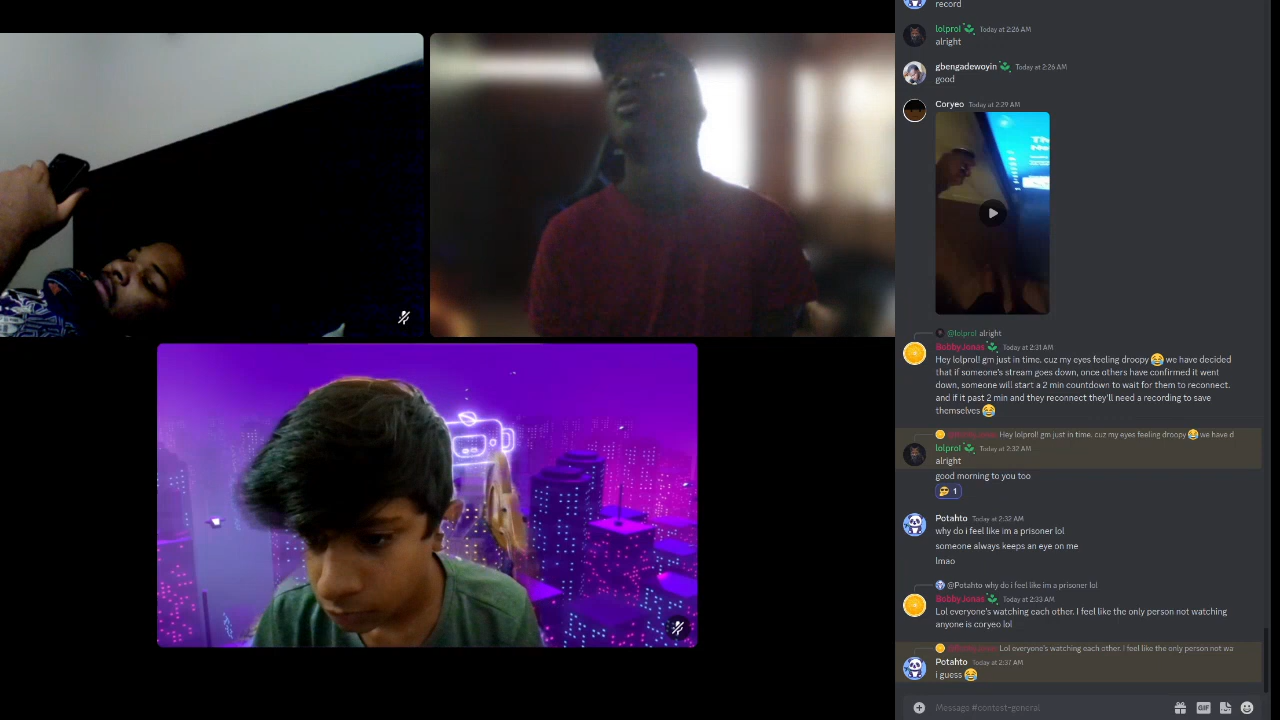 record
lolprol Today at 2:26 AM
alright
gbengadewoyin Today at 2:26 AM
good
Coryeo Today at 2:29 AM
@lolprol alright
BobbyJonas Today at 2:31 AM
Hey lolprol! gm just in time, cuz my eyes feeling droopy 😂 we have decided
that if someone's stream goes down, once others have confirmed it went
down, someone will start a 2 min countdown to wait for them to reconnect.
and if it past 2 min and they reconnect they'll need a recording to save
themselves 😂
Hey lolprol! gm just in time, cuz my eyes feeling droopy 😂 we have d
lolprol Today at 2:32 AM
alright
good morning to you too
1
Potahto Today at 2:32 AM
why do i feel like im a prisoner lol
someone always keeps an eye on me
lmao
@Potahto why do i feel like im a prisoner lol
BobbyJonas Today at 2:33 AM
Lol everyone's watching each other. I feel like the only person not watching
anyone is coryeo lol
Lol everyone's watching each other. I feel like the only person not wa
Potahto Today at 2:37 AM
i guess 😂
Message #contest-general
GIF